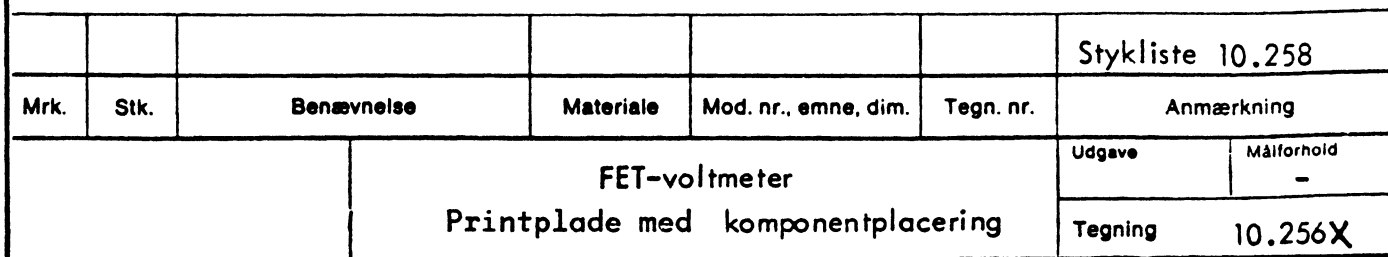 Stykliste 10.258
Mrk. Stk. Benævnelse Materiale Mod. nr., emne, dim. Tegn. nr. Anmærkning
FET-voltmeter
Printplade med komponentplacering
Udgave Målforhold
-
Tegning 10.256X